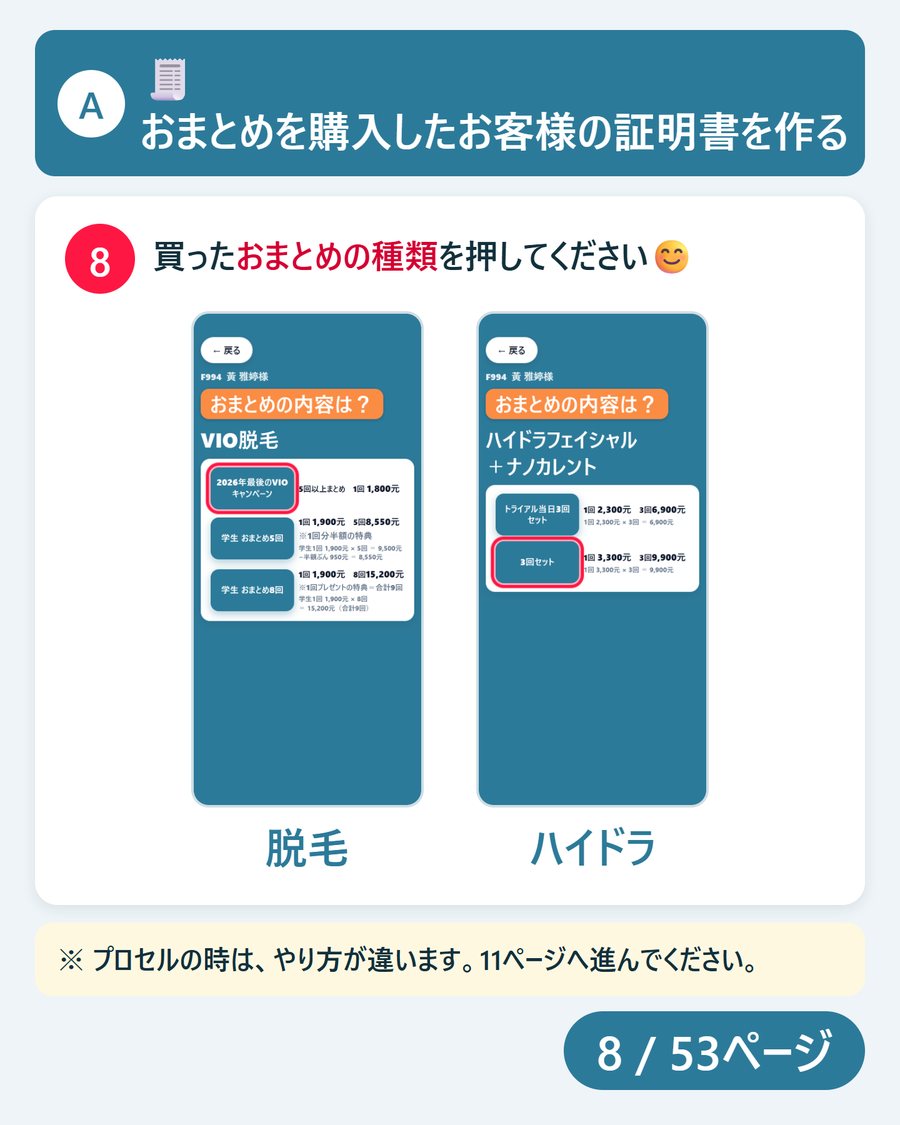 A
おまとめを購入したお客様の証明書を作る
8
買ったおまとめの種類を押してください
← 戻る
F994 黃 雅婷様
おまとめの内容は？
VIO脱毛
2026年最後のVIO
キャンペーン
5回以上まとめ 1回 1,800元
学生 おまとめ5回
1回 1,900元 5回8,550元
※1回分半額の特典
学生1回 1,900元 × 5回 = 9,500元
−半額ぶん 950元 = 8,550元
学生 おまとめ8回
1回 1,900元 8回15,200元
※1回プレゼントの特典＝合計9回
学生1回 1,900元 × 8回
= 15,200元（合計9回）
脱毛
← 戻る
F994 黃 雅婷様
おまとめの内容は？
ハイドラフェイシャル
＋ナノカレント
トライアル当日3回
セット
1回 2,300元 3回6,900元
1回 2,300元 × 3回 = 6,900元
3回セット
1回 3,300元 3回9,900元
1回 3,300元 × 3回 = 9,900元
ハイドラ
※ プロセルの時は、やり方が違います。11ページへ進んでください。
8 / 53ページ